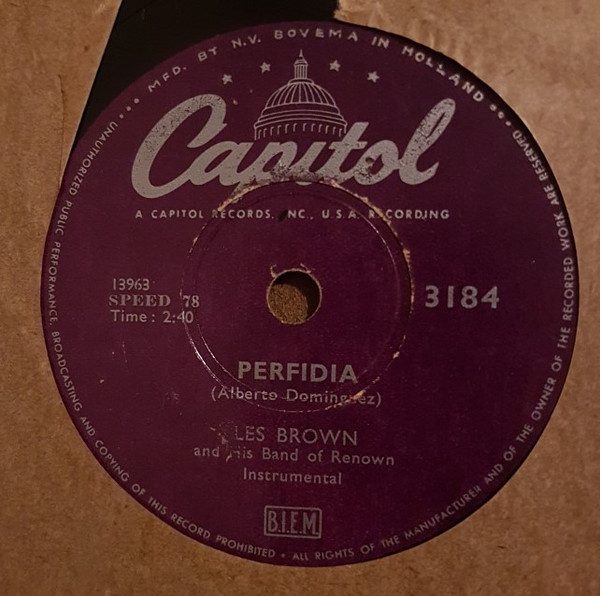 ••• MFD. BY N.V. BOVEMA IN HOLLAND •••
Capitol
A CAPITOL RECORDS, INC., U.S.A. RECORDING
13963
SPEED 78
Time: 2:40
3184
PERFIDIA
(Alberto Dominguez)
LES BROWN
and His Band of Renown
Instrumental
B.I.E.M.
UNAUTHORIZED PUBLIC PERFORMANCE, BROADCASTING AND COPYING OF THIS RECORD PROHIBITED • ALL RIGHTS OF THE MANUFACTURER AND OF THE OWNER OF THE RECORDED WORK ARE RESERVED